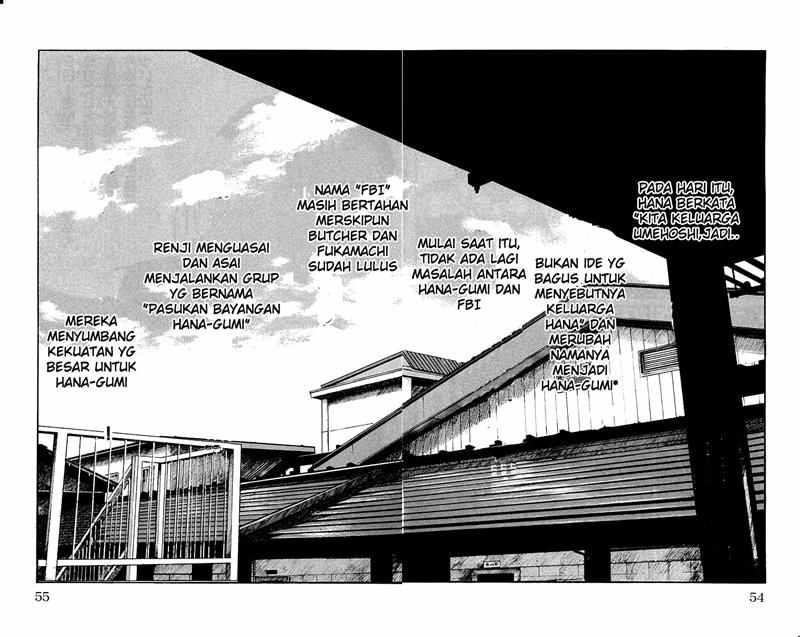 PADA HARI ITU,
HANA BERKATA
"KITA KELUARGA
UMEHOSHI,JADI..
BUKAN IDE YG
BAGUS UNTUK
MENYEBUTNYA
KELUARGA
HANA" DAN
MERUBAH
NAMANYA
MENJADI
HANA-GUMI"
MULAI SAAT ITU,
TIDAK ADA LAGI
MASALAH ANTARA
HANA-GUMI DAN
FBI
NAMA "FBI"
MASIH BERTAHAN
MERSKIPUN
BUTCHER DAN
FUKAMACHI
SUDAH LULUS
RENJI MENGUASAI
DAN ASAI
MENJALANKAN GRUP
YG BERNAMA
"PASUKAN BAYANGAN
HANA-GUMI"
MEREKA
MENYUMBANG
KEKUATAN YG
BESAR UNTUK
HANA-GUMI
55
54